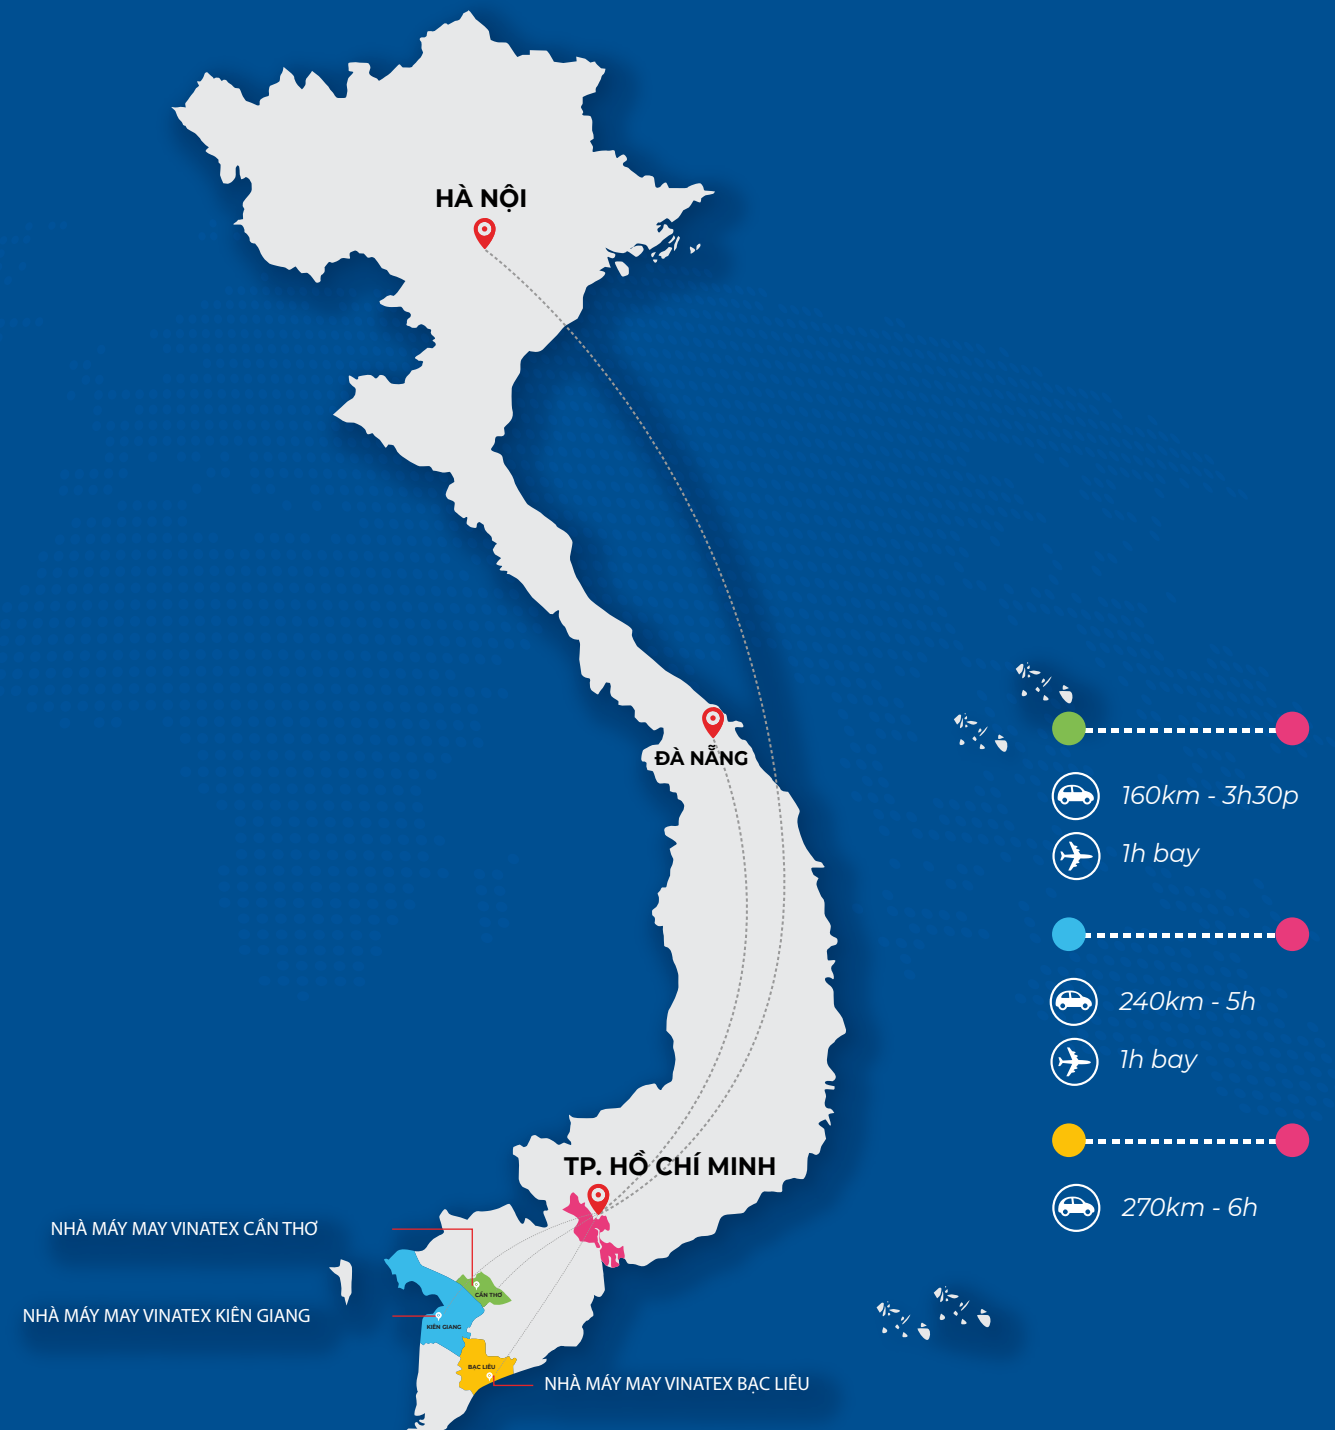 HÀ NỘI
ĐÀ NẴNG
160km - 3h30p
1h bay
240km - 5h
1h bay
TP. HỒ CHÍ MINH
270km - 6h
NHÀ MÁY MAY VINATEX CẦN THƠ
CẦN THƠ
NHÀ MÁY MAY VINATEX KIÊN GIANG
KIÊN GIANG
BẠC LIÊU
NHÀ MÁY MAY VINATEX BẠC LIÊU